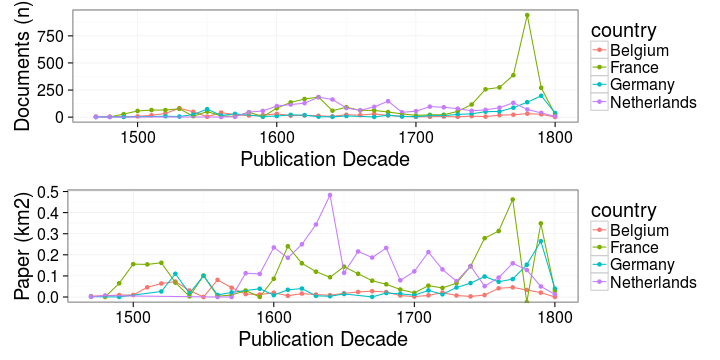 Documents (n)
750
500
250
0
1500
1600
1700
1800
Publication Decade
country
Belgium
France
Germany
Netherlands
Paper (km2)
0.5
0.4
0.3
0.2
0.1
0.0
1500
1600
1700
1800
Publication Decade
country
Belgium
France
Germany
Netherlands